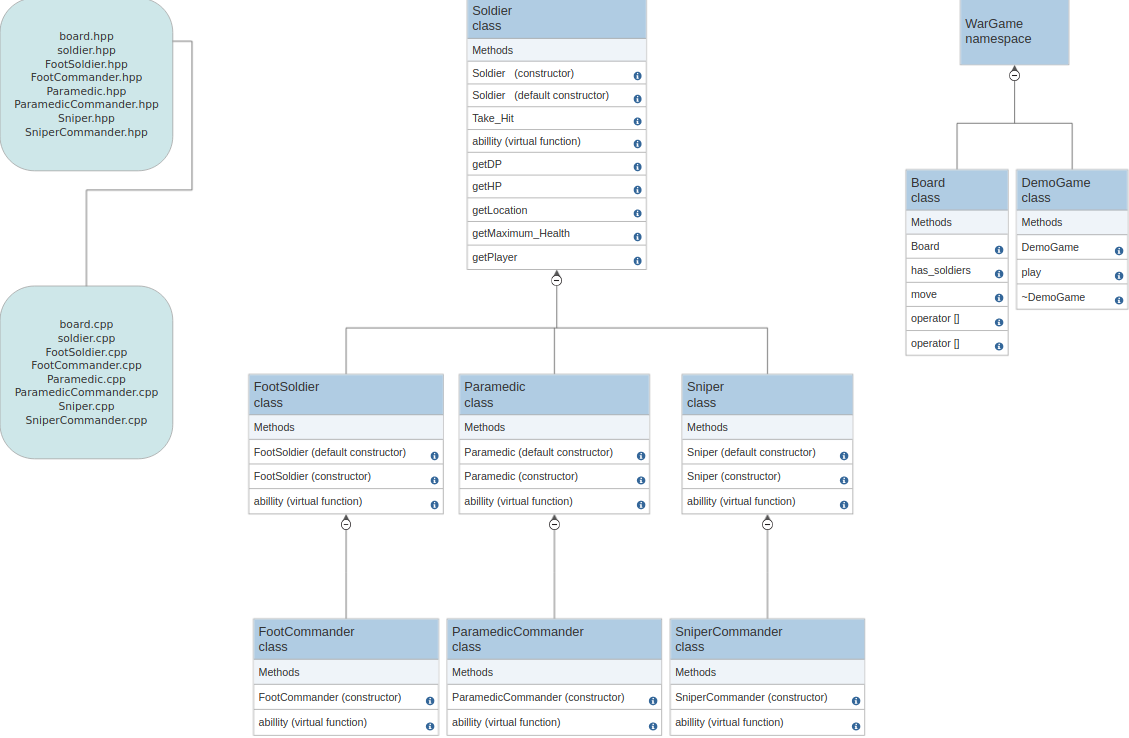 board.hpp
soldier.hpp
FootSoldier.hpp
FootCommander.hpp
Paramedic.hpp
ParamedicCommander.hpp
Sniper.hpp
SniperCommander.hpp
board.cpp
soldier.cpp
FootSoldier.cpp
FootCommander.cpp
Paramedic.cpp
ParamedicCommander.cpp
Sniper.cpp
SniperCommander.cpp
Soldier
class
Methods
Soldier (constructor)
Soldier (default constructor)
Take_Hit
abillity (virtual function)
getDP
getHP
getLocation
getMaximum_Health
getPlayer
WarGame
namespace
Board
class
Methods
Board
has_soldiers
move
operator []
operator []
DemoGame
class
Methods
DemoGame
play
~DemoGame
FootSoldier
class
Methods
FootSoldier (default constructor)
FootSoldier (constructor)
abillity (virtual function)
Paramedic
class
Methods
Paramedic (default constructor)
Paramedic (constructor)
abillity (virtual function)
Sniper
class
Methods
Sniper (default constructor)
Sniper (constructor)
abillity (virtual function)
FootCommander
class
Methods
FootCommander (constructor)
abillity (virtual function)
ParamedicCommander
class
Methods
ParamedicCommander (constructor)
abillity (virtual function)
SniperCommander
class
Methods
SniperCommander (constructor)
abillity (virtual function)